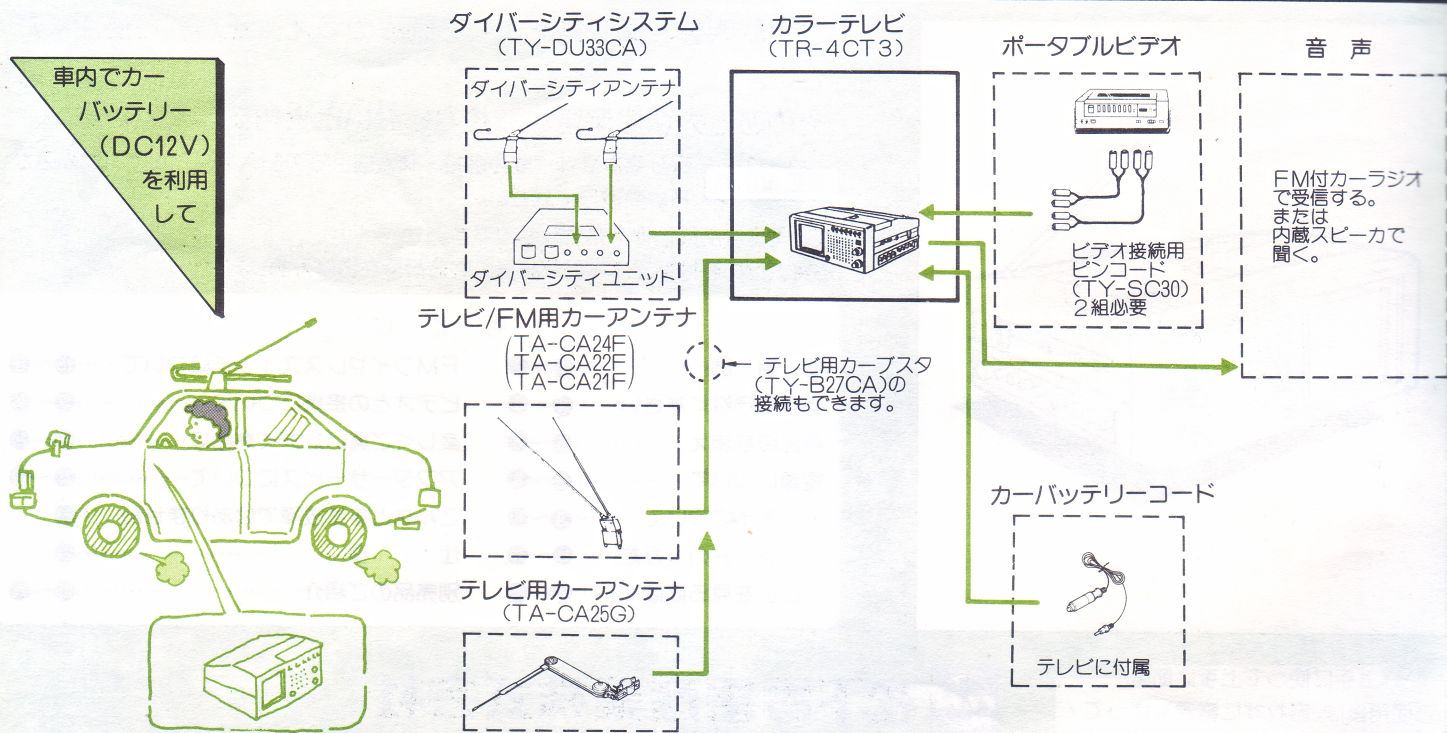 車内でカー
バッテリー
(DC12V)
を利用
して
ダイバーシティシステム
(TY-DU33CA)
ダイバーシティアンテナ
ダイバーシティユニット
テレビ/FM用カーアンテナ
(TA-CA24F)
(TA-CA22F)
(TA-CA21F)
テレビ用カーアンテナ
(TA-CA25G)
カラーテレビ
(TR-4CT3)
テレビ用カーブスタ
(TY-B27CA)の
接続もできます。
ポータブルビデオ
ビデオ接続用
ピンコード
(TY-SC30)
2組必要
音声
FM付カーラジオ
で受信する。
または
内蔵スピーカで
聞く。
カーバッテリーコード
テレビに付属